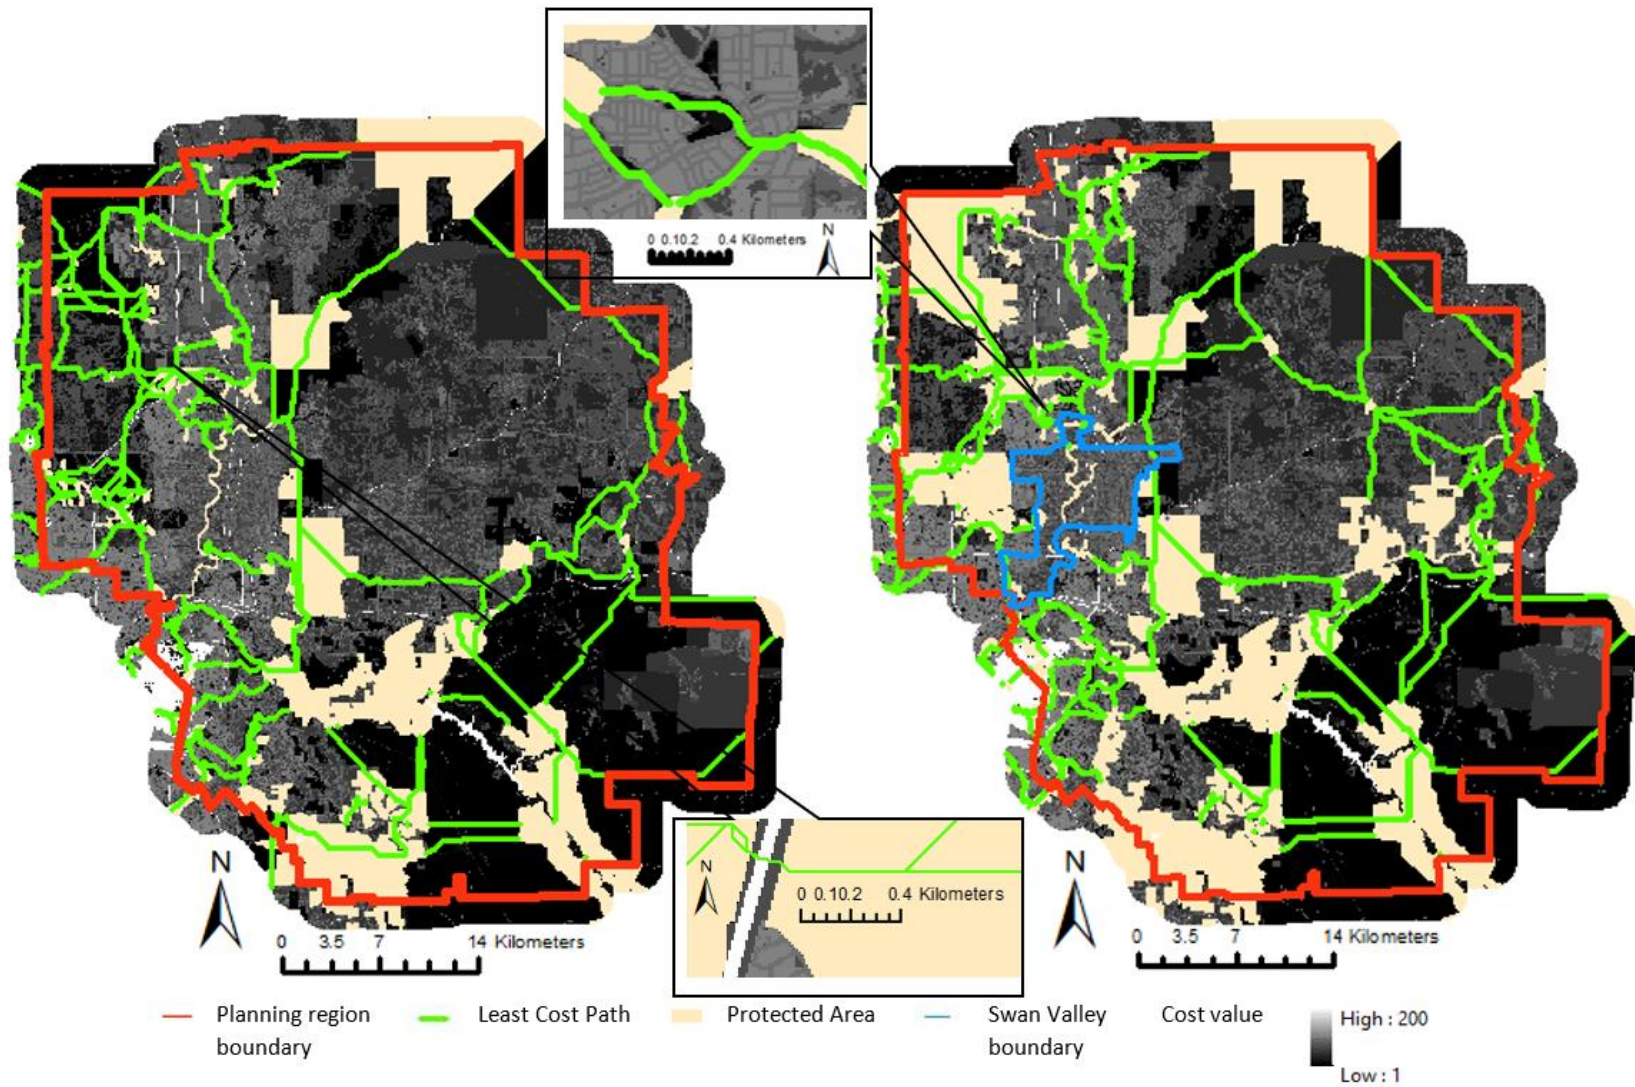 0 0.10.2 0.4 Kilometers
N
N
0 0.10.2 0.4 Kilometers
N
0 3.5 7 14 Kilometers
N
0 3.5 7 14 Kilometers
Planning region
boundary
Least Cost Path
Protected Area
Swan Valley
boundary
Cost value
High : 200
Low : 1